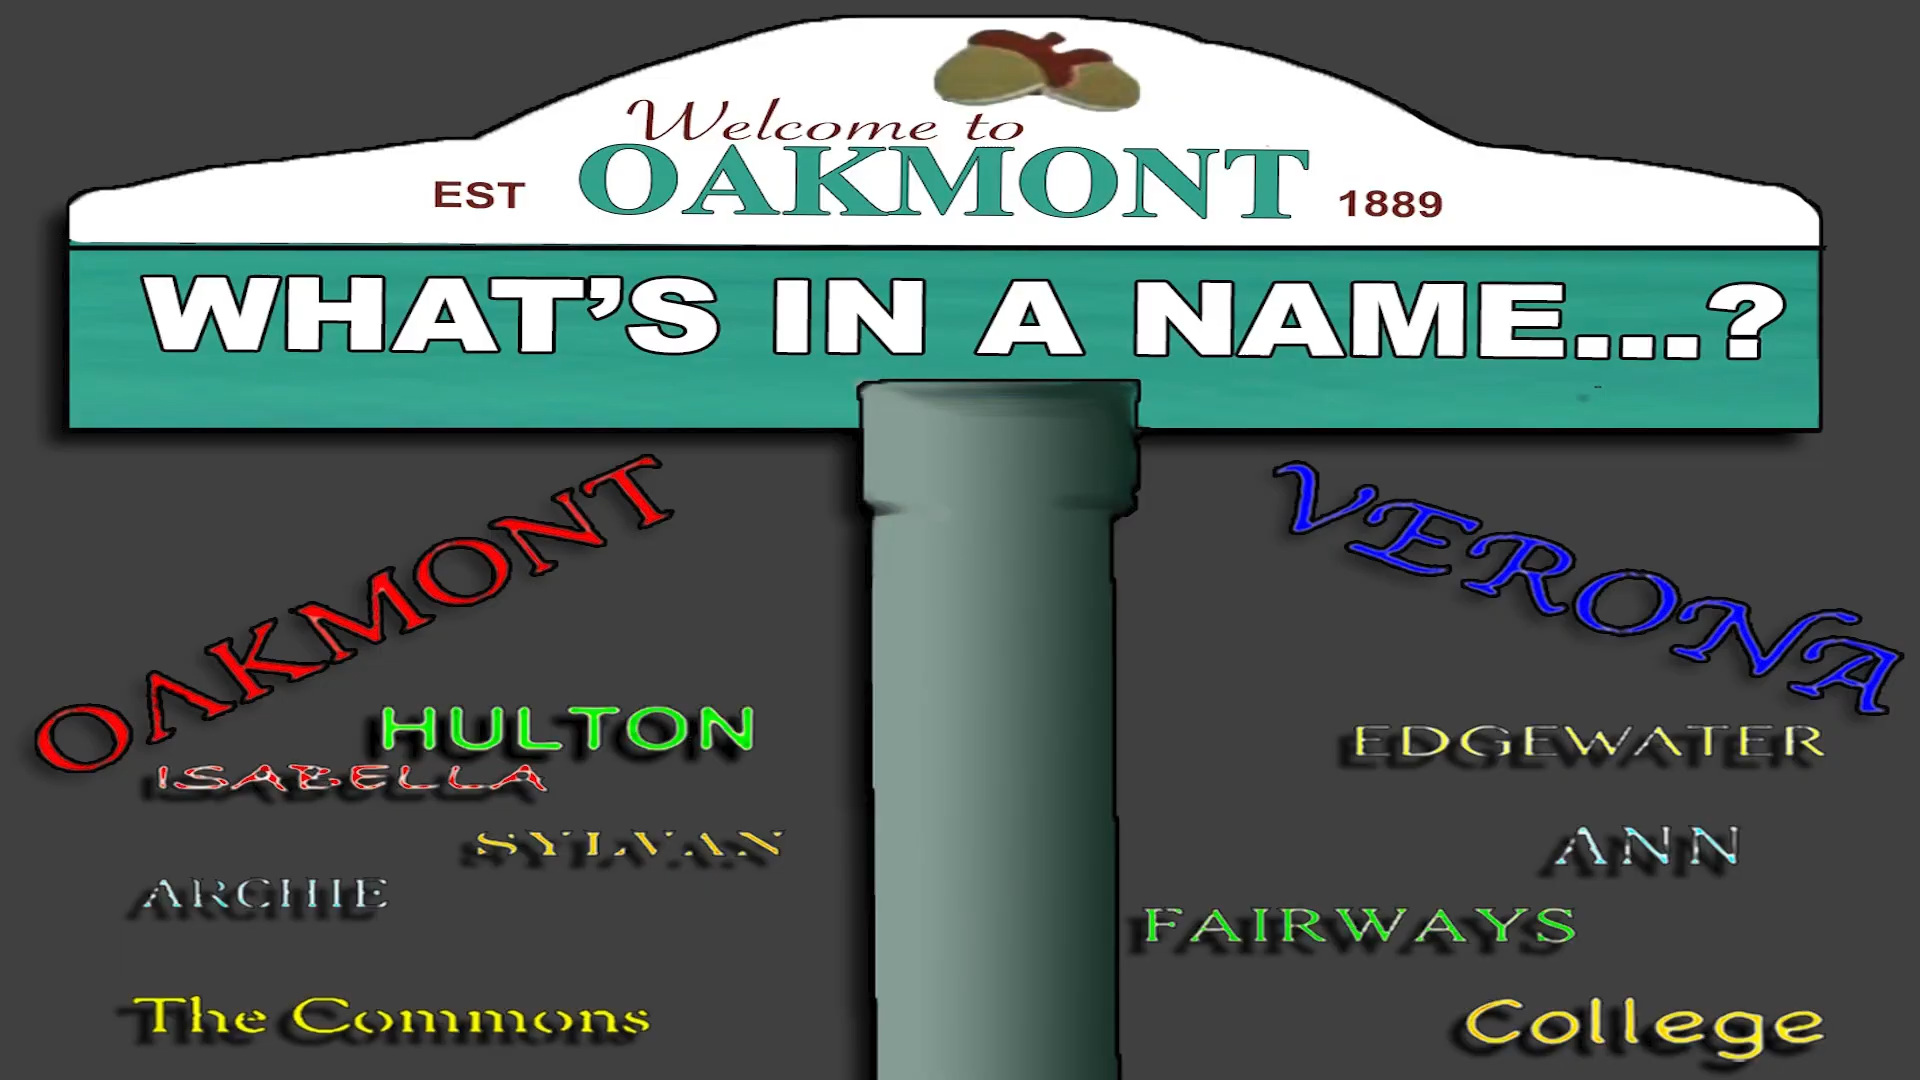 Welcome to
EST OAKMONT 1889
WHAT'S IN A NAME...?
OAKMONT
VERONA
HULTON
ISABELLA
EDGEWATER
SYLVAN
ANN
ARCHIE
FAIRWAYS
The Commons
College